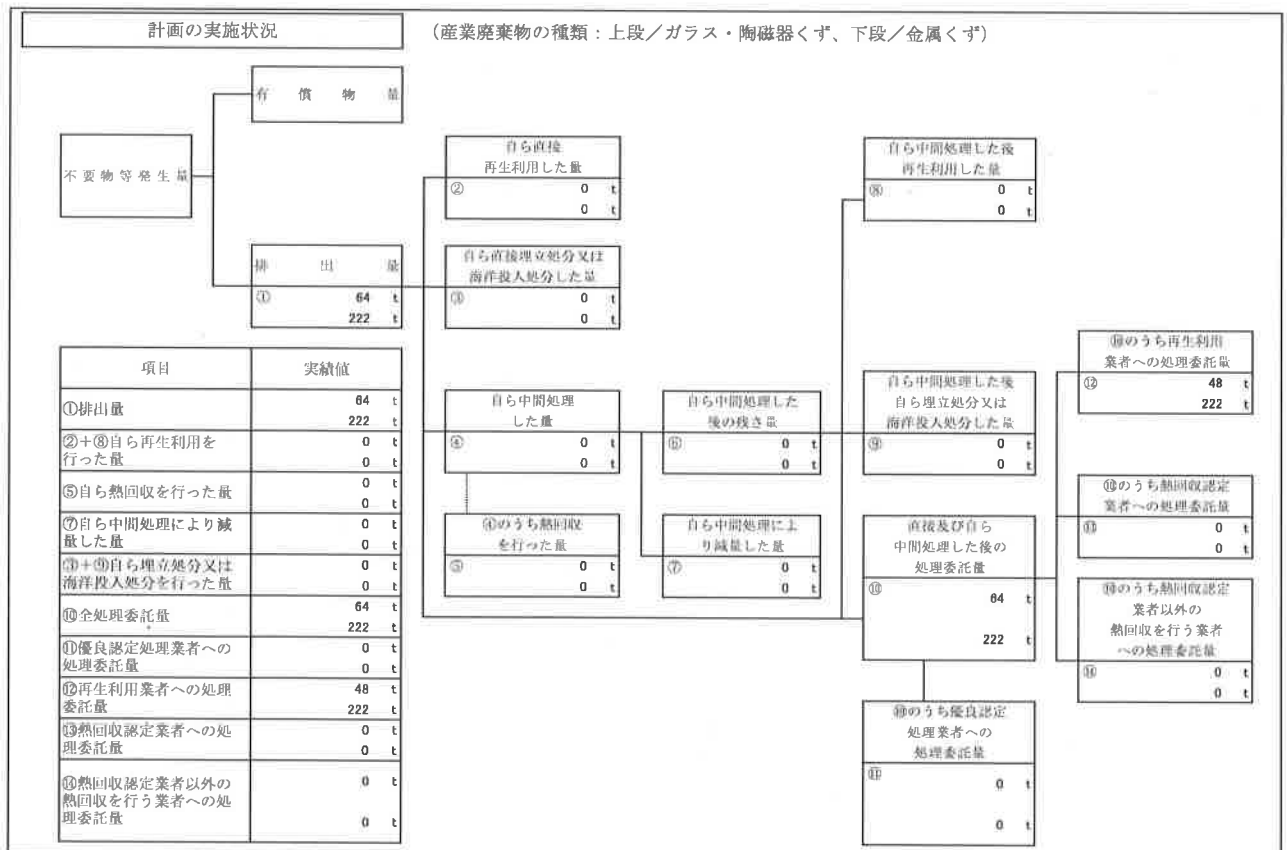 計画の実施状況
(産業廃棄物の種類：上段／ガラス・陶磁器くず、下段／金属くず)
有償物量
不要物等発生量
排出量
① 64 t
222 t
自ら直接
再生利用した量
② 0 t
0 t
自ら直接埋立処分又は
海洋投入処分した量
③ 0 t
0 t
自ら中間処理した後
再生利用した量
⑧ 0 t
0 t
項目 実績値
①排出量 64 t
222 t
②+⑧自ら再生利用を
行った量
0 t
0 t
⑤自ら熱回収を行った量
0 t
0 t
⑦自ら中間処理により減
量した量
0 t
0 t
③+⑨自ら埋立処分又は
海洋投入処分を行った量
0 t
0 t
⑩全処理委託量
64 t
222 t
⑪優良認定処理業者への
処理委託量
0 t
0 t
⑫再生利用業者への処理
委託量
48 t
222 t
⑬熱回収認定業者への処
理委託量
0 t
0 t
⑭熱回収認定業者以外の
熱回収を行う業者への処
理委託量
0 t
0 t
自ら中間処理
した量
④ 0 t
0 t
④のうち熱回収
を行った量
⑤ 0 t
0 t
自ら中間処理した
後の残さ量
⑥ 0 t
0 t
自ら中間処理によ
り減量した量
⑦ 0 t
0 t
自ら中間処理した後
自ら埋立処分又は
海洋投入処分した量
⑨ 0 t
0 t
直接及び自ら
中間処理した後の
処理委託量
⑩ 64 t
222 t
⑩のうち優良認定
処理業者への
処理委託量
⑪ 0 t
0 t
⑩のうち再生利用
業者への処理委託量
⑫ 48 t
222 t
⑩のうち熱回収認定
業者への処理委託量
⑬ 0 t
0 t
⑩のうち熱回収認定
業者以外の
熱回収を行う業者
への処理委託量
⑭ 0 t
0 t